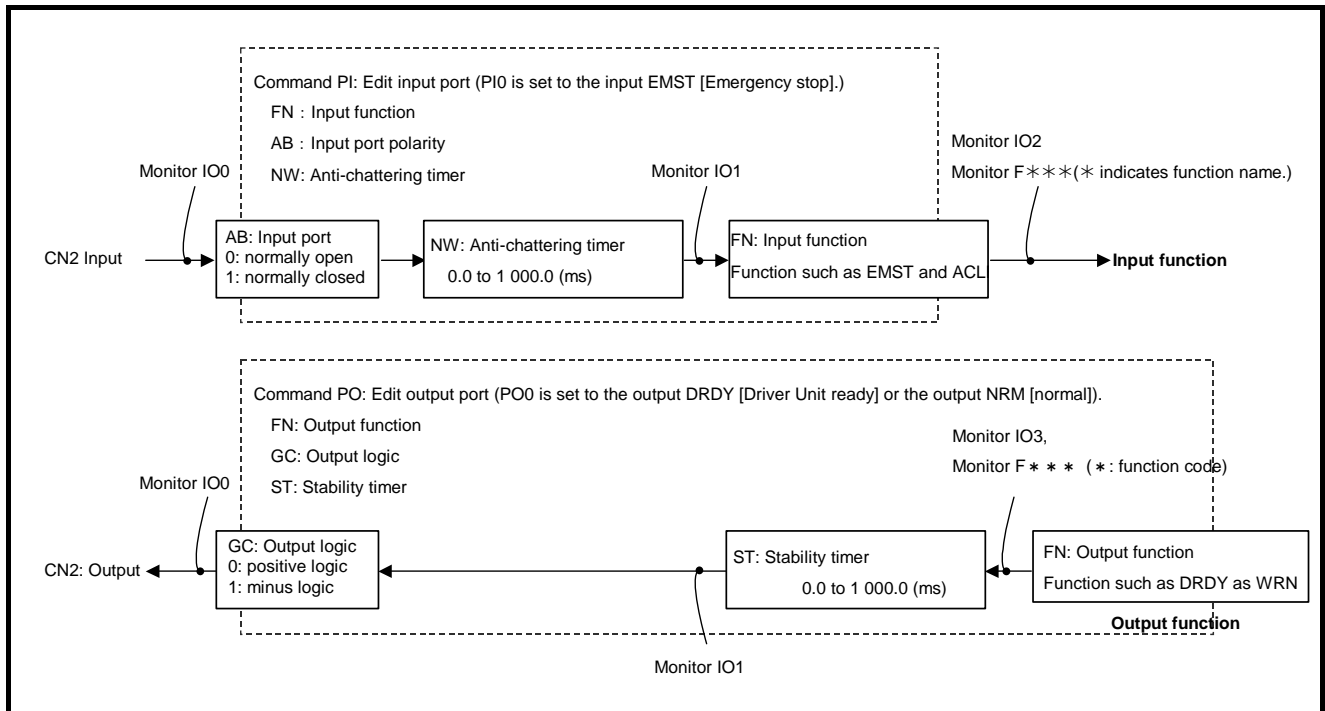 Command PI: Edit input port (PI0 is set to the input EMST [Emergency stop].)
FN : Input function
AB : Input port polarity
NW: Anti-chattering timer
Monitor IO0
Monitor IO1
Monitor IO2
Monitor F***(* indicates function name.)
CN2 Input
AB: Input port
0: normally open
1: normally closed
NW: Anti-chattering timer
0.0 to 1 000.0 (ms)
FN: Input function
Function such as EMST and ACL
Input function
Command PO: Edit output port (PO0 is set to the output DRDY [Driver Unit ready] or the output NRM [normal]).
FN: Output function
GC: Output logic
ST: Stability timer
Monitor IO0
Monitor IO3,
Monitor F*** (*: function code)
CN2: Output
GC: Output logic
0: positive logic
1: minus logic
ST: Stability timer
0.0 to 1 000.0 (ms)
FN: Output function
Function such as DRDY as WRN
Output function
Monitor IO1